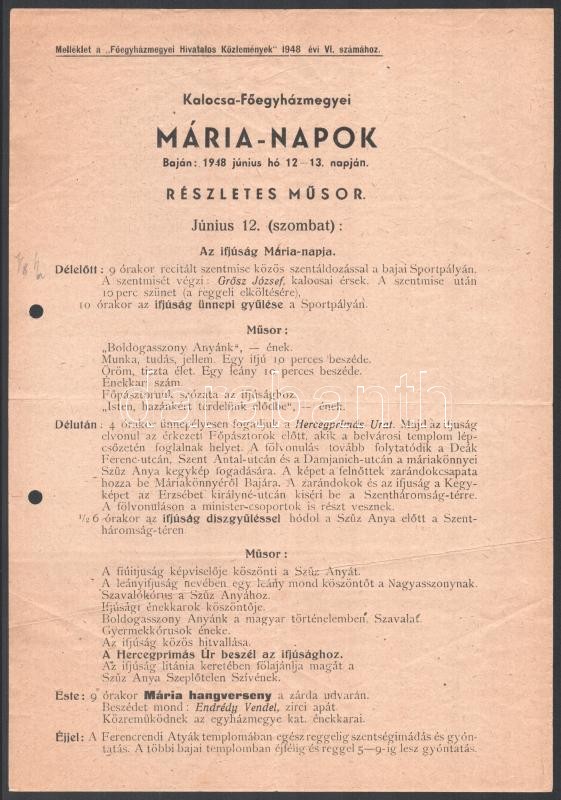 Melléklet a „Főegyházmegyei Hivatalos Közlemények" 1948 évi VI. számához.
Kalocsa-Főegyházmegyei
MÁRIA-NAPOK
Baján: 1948 június hó 12—13. napján.
RÉSZLETES MŰSOR.
Június 12. (szombat):
Az ifjúság Mária-napja.
Délelőtt: 9 órakor recitált szentmise közös szentáldozással a bajai Sportpályán.
A szentmisét végzi: Grősz József, kalocsai érsek. A szentmise után
10 perc szünet (a reggeli elköltésére),
10 órakor az ifjúság ünnepi gyűlése a Sportpályán.
Műsor:
„Boldogasszony Anyánk", — ének.
Munka, tudás, jellem. Egy ifjú 10 perces beszéde.
Öröm, tiszta élet. Egy leány 10 perces beszéde.
Énekkari szám.
Főpásztorunk szózata az ifjúsághoz.
„Isten, hazánkért térdelünk elődbe", — ének.
darabanth
Délután: 4 órakor ünnepélyesen fogadjuk a Hercegprímás Urat. Majd az ifjuság
elvonul az érkezett Főpásztorok előtt, akik a belvárosi templom lép-
csőzetén foglalnak helyet. A fölvonulás tovább folytatódik a Deák
Ferenc-utcán, Szent Antal-utcán és a Damjanich-utcán a máriakönnyei
Szűz Anya kegykép fogadására. A képet a felnőttek zarándokcsapata
hozza be Máriakönnyéről Bajára. A zarándokok és az ifjuság a Kegy-
képet az Erzsébet királyné-utcán kiséri be a Szentháromság-térre.
A fölvonuláson a minister-csoportok is részt vesznek.
1/2 6 órakor az ifjúság díszgyűléssel hódol a Szűz Anya előtt a Szent-
háromság-téren
Műsor:
A fiúifjuság képviselője köszönti a Szűz Anyát.
A leányifjuság nevében egy leány mond köszöntőt a Nagyasszonynak.
Szavalókórus a Szűz Anyához.
Ifjúsági énekkarok köszöntője.
Boldogasszony Anyánk a magyar történelemben. Szavalat.
Gyermekkórusok éneke.
Az ifjúság közös hitvallása.
A Hercegprímás Úr beszél az ifjúsághoz.
Az ifjúság litánia keretében fölajánlja magát a
Szűz Anya Szeplőtelen Szívének.
Este: 9 órakor Mária hangverseny a zárda udvarán.
Beszédet mond: Endrédy Vendel, zirci apát
Közreműködnek az egyházmegye kat. énekkarai.
Éjjel: A Ferencrendi Atyák templomában egész reggelig szentségimádás és gyón-
tatás. A többi bajai templomban éjfélig és reggel 5—9-ig lesz gyóntatás.